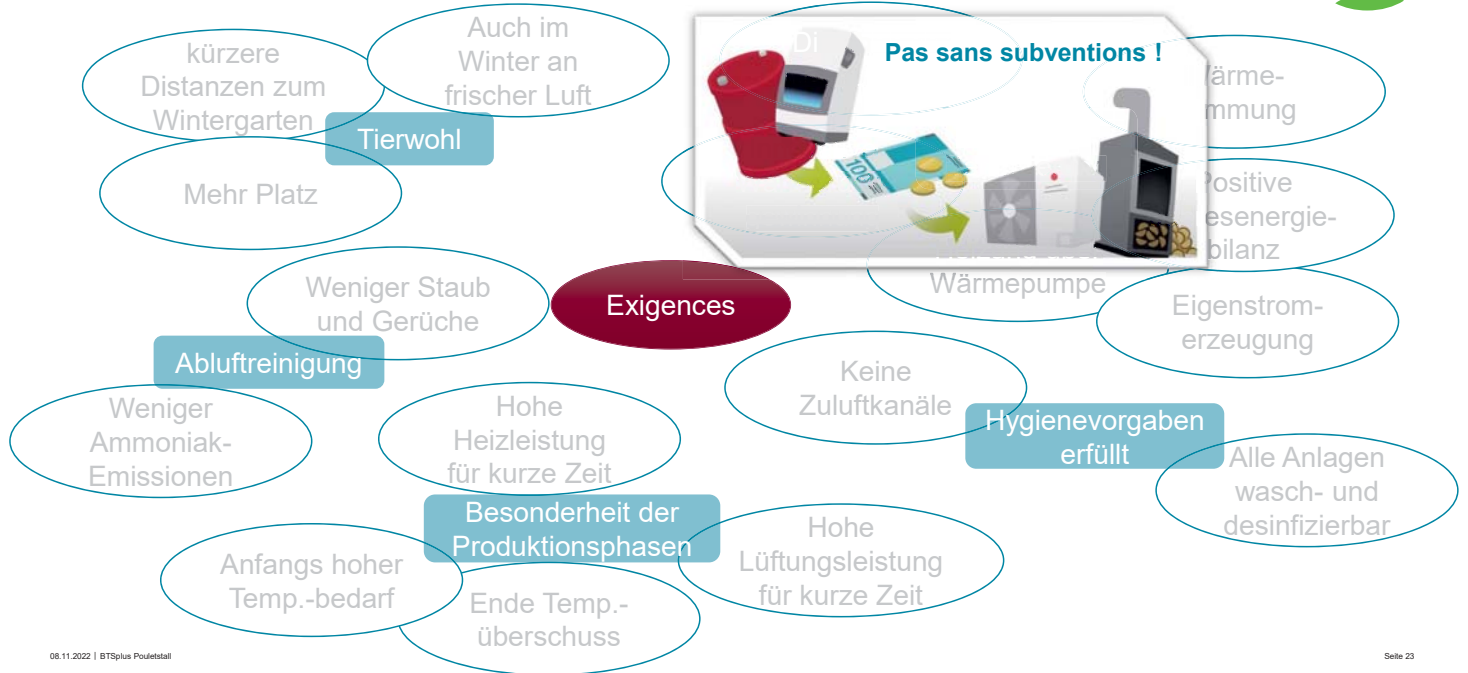 kürzere
Distanzen zum
Wintergarten
Auch im
Winter an
frischer Luft
Tierwohl
Mehr Platz
Di
Pas sans subventions !
100
bilanz
Wärmepumpe
Positive
Eigenstrom-
erzeugung
Weniger Staub
und Gerüche
Exigences
Abluftreinigung
Weniger
Ammoniak-
Emissionen
Hohe
Heizleistung
für kurze Zeit
Keine
Zuluftkanäle
Hygienevorgaben
erfüllt
Alle Anlagen
wasch- und
desinfizierbar
Besonderheit der
Produktionsphasen
Anfangs hoher
Temp.-bedarf
Ende Temp.-
überschuss
Hohe
Lüftungsleistung
für kurze Zeit
08.11.2022 | BTSplus Pouletstall
Seite 23